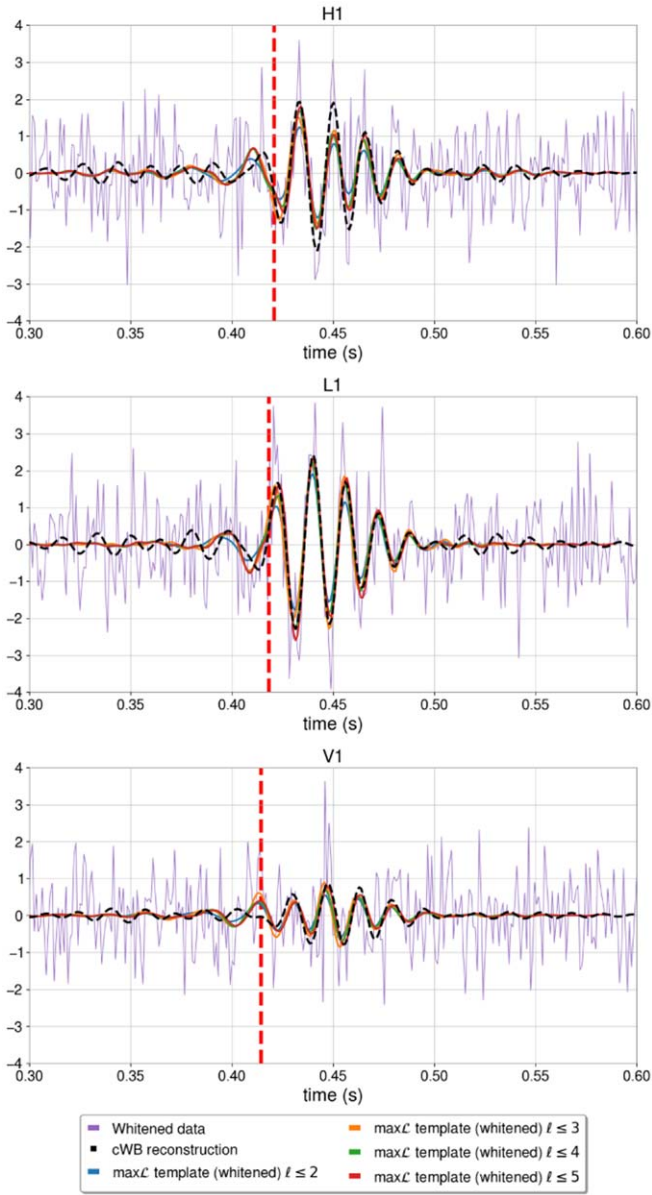 H1
4
3
2
1
0
−1
−2
−3
−4
0.30 0.35 0.40 0.45 0.50 0.55 0.60
time (s)
L1
4
3
2
1
0
−1
−2
−3
−4
0.30 0.35 0.40 0.45 0.50 0.55 0.60
time (s)
V1
4
3
2
1
0
−1
−2
−3
−4
0.30 0.35 0.40 0.45 0.50 0.55 0.60
time (s)
Whitened data
cWB reconstruction
maxℒ template (whitened) ℓ ≤ 2
maxℒ template (whitened) ℓ ≤ 3
maxℒ template (whitened) ℓ ≤ 4
maxℒ template (whitened) ℓ ≤ 5